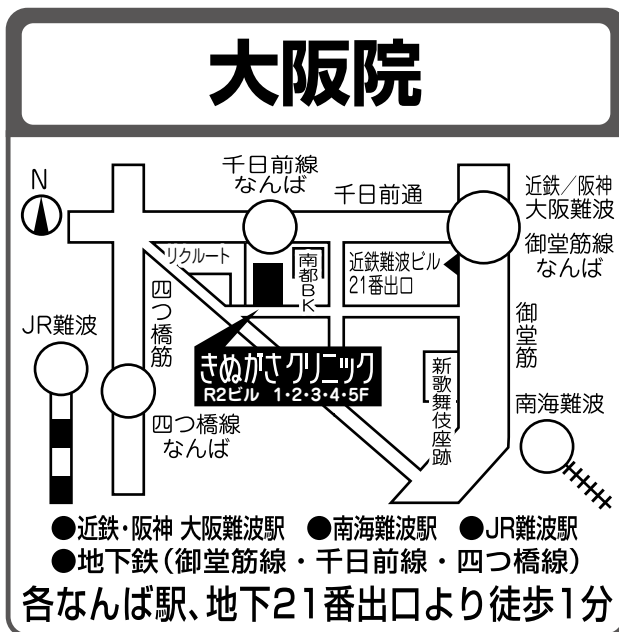 大阪院
N
千日前線
なんば
千日前通
近鉄／阪神
大阪難波
御堂筋線
なんば
リクルート
南都BK
近鉄難波ビル
21番出口
四つ橋筋
御堂筋
JR難波
きぬがさクリニック
R2ビル 1・2・3・4・5F
新歌舞伎座跡
南海難波
四つ橋線
なんば
●近鉄・阪神 大阪難波駅 ●南海難波駅 ●JR難波駅
●地下鉄(御堂筋線・千日前線・四つ橋線)
各なんば駅、地下21番出口より徒歩1分